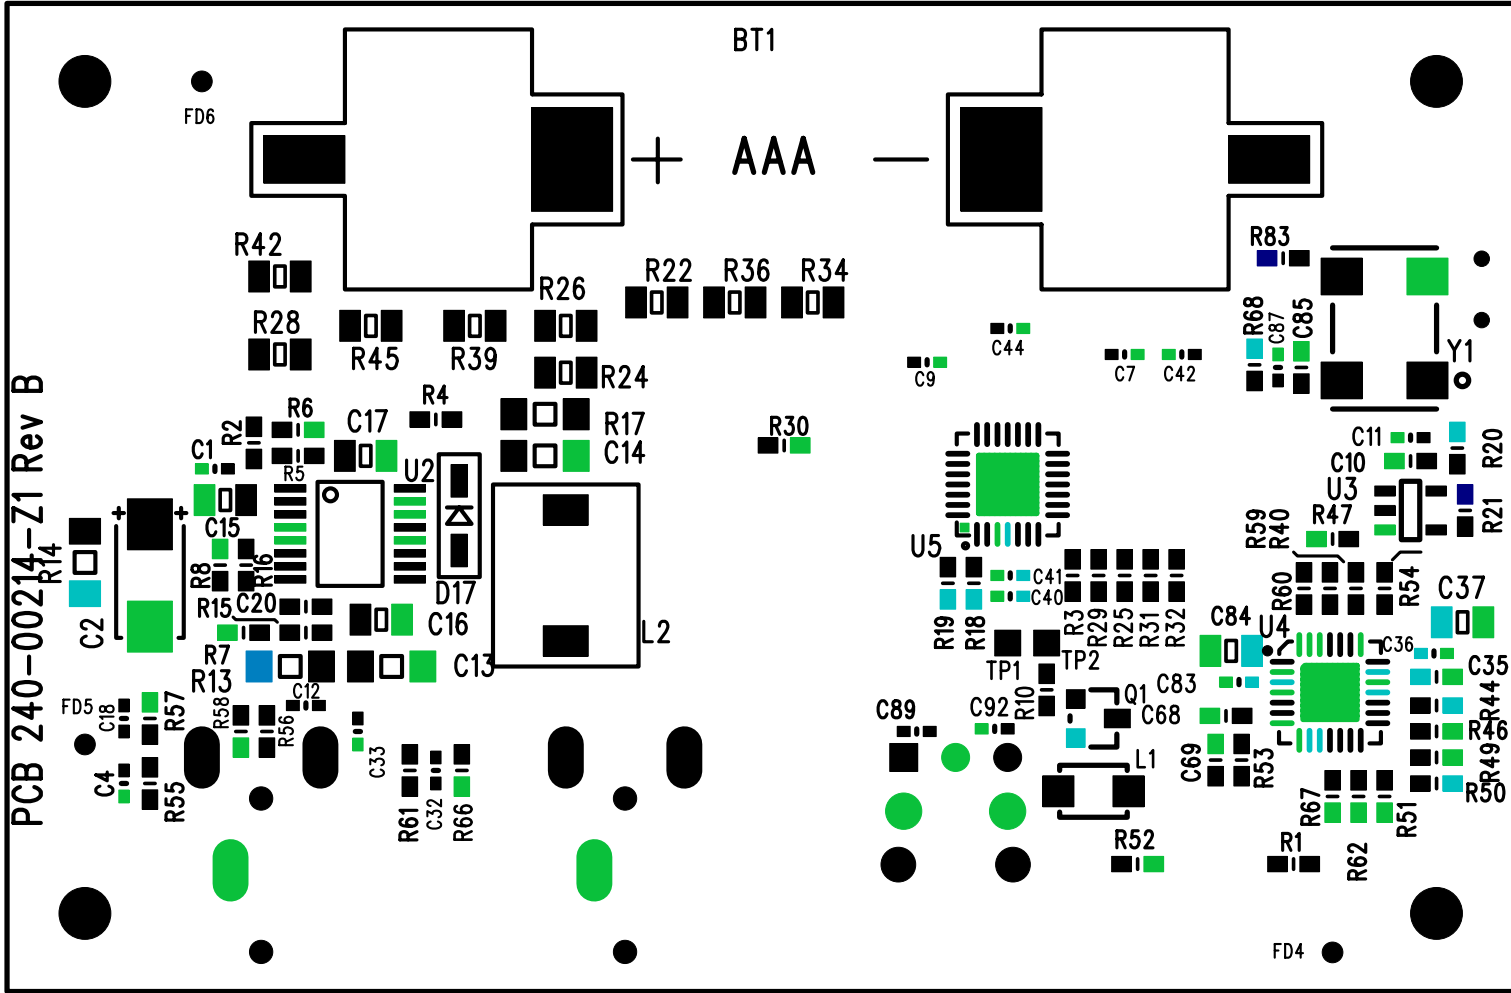 BT1
FD6
+ AAA −
R42
R83
R22
R36
R34
R26
R28
R68
C87
C85
C44
Y1
R45
R39
R24
C9
C7
C42
R4
R6
C17
R17
R30
R2
C1
C11
R20
C14
C10
R5
U2
U3
R21
+ +
C15
R47
R59
R40
U5
R14
R8
R16
C41
C40
R60
R54
D17
R15
C20
C2
C16
L2
R19
R18
R3
R29
R25
R31
R32
C84
U4
C37
C36
R7
R13
C13
TP1
TP2
C35
C12
C83
FD5
C18
R57
R58
R56
R10
Q1
C68
R44
C89
C92
R46
C33
C69
R53
L1
R49
C4
R55
R61
C32
R66
R50
R67
R51
R52
R1
R62
FD4
PCB 240-00214-Z1 Rev B